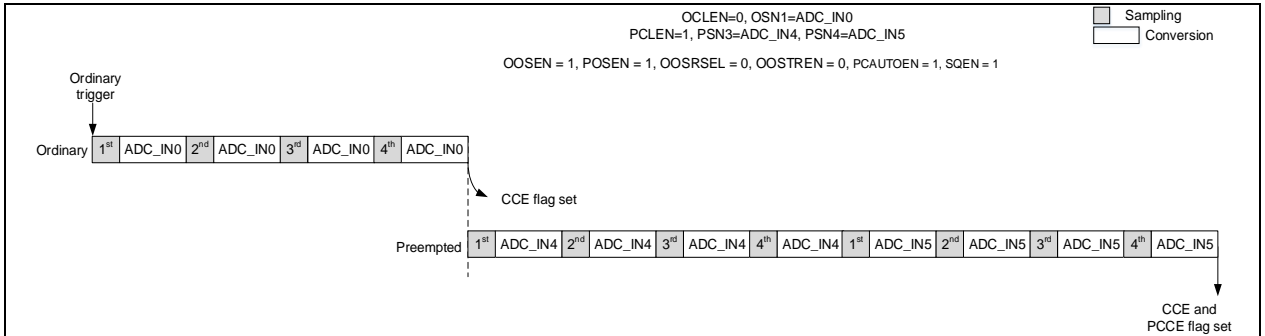 OCLEN=0, OSN1=ADC_IN0
PCLEN=1, PSN3=ADC_IN4, PSN4=ADC_IN5
OOSEN = 1, POSEN = 1, OOSRSEL = 0, OOSTREN = 0, PCAUTOEN = 1, SQEN = 1
Sampling
Conversion
Ordinary
trigger
Ordinary 1st ADC_IN0 2nd ADC_IN0 3rd ADC_IN0 4th ADC_IN0
CCE flag set
Preempted 1st ADC_IN4 2nd ADC_IN4 3rd ADC_IN4 4th ADC_IN4 1st ADC_IN5 2nd ADC_IN5 3rd ADC_IN5 4th ADC_IN5
CCE and
PCCE flag set